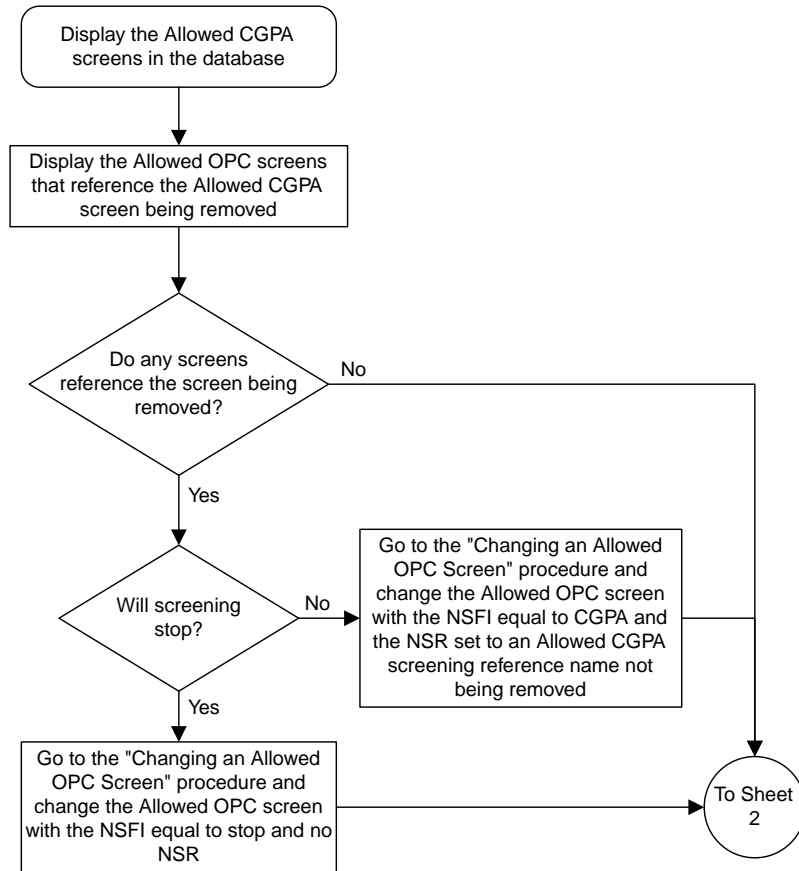 Display the Allowed CGPA
screens in the database
Display the Allowed OPC screens
that reference the Allowed CGPA
screen being removed
Do any screens
reference the screen being
removed?
No
Yes
Will screening
stop?
No
Go to the "Changing an Allowed
OPC Screen" procedure and
change the Allowed OPC screen
with the NSFI equal to CGPA and
the NSR set to an Allowed CGPA
screening reference name not
being removed
Yes
Go to the "Changing an Allowed
OPC Screen" procedure and
change the Allowed OPC screen
with the NSFI equal to stop and no
NSR
To Sheet
2